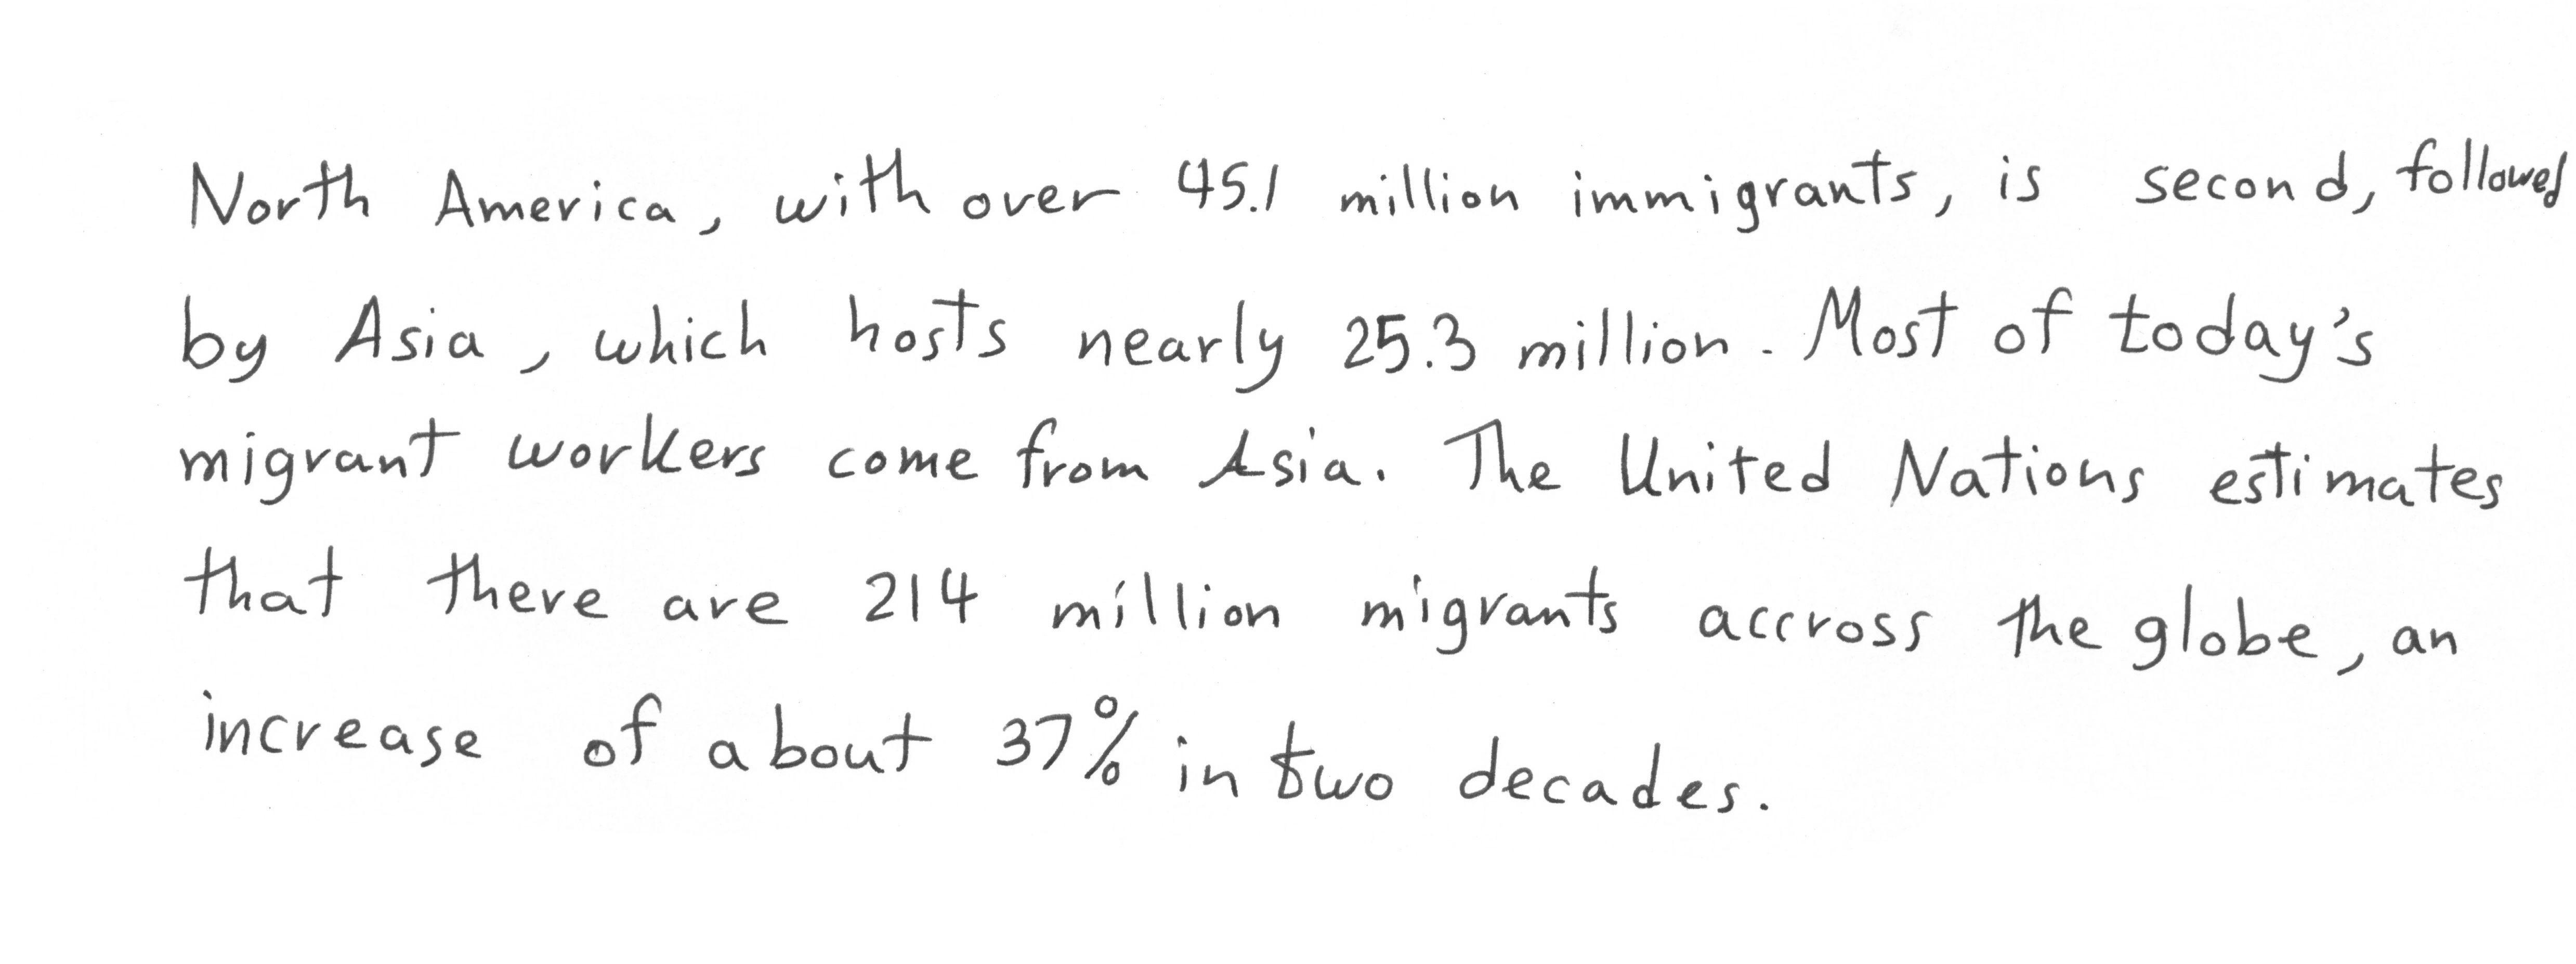 North America, with over 45.1 million immigrants, is second, followed
by Asia, which hosts nearly 25.3 million. Most of today's
migrant workers come from Asia. The United Nations estimates
that there are 214 million migrants accross the globe, an
increase of about 37% in two decades.